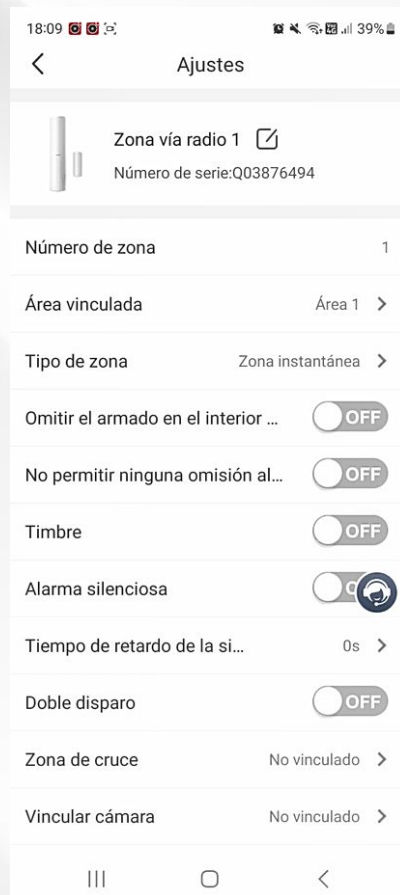 18:09 39%
Ajustes
Zona vía radio 1
Número de serie:Q03876494
Número de zona 1
Área vinculada Área 1
Tipo de zona Zona instantánea
Omitir el armado en el interior ... OFF
No permitir ninguna omisión al... OFF
Timbre OFF
Alarma silenciosa
Tiempo de retardo de la si... 0s
Doble disparo OFF
Zona de cruce No vinculado
Vincular cámara No vinculado